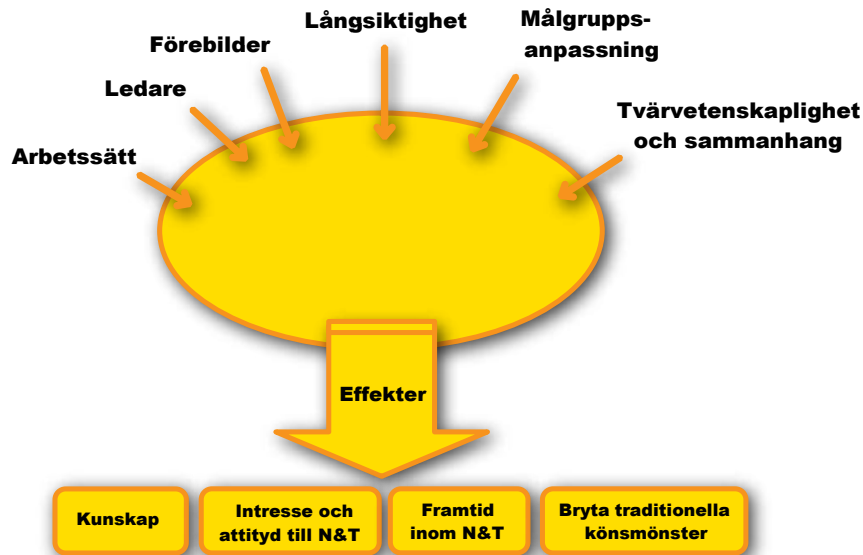 Långsiktighet
Målgrupps-
anpassning
Förebilder
Ledare
Tvärvetenskaplighet
och sammanhang
Arbetssätt
Effekter
Kunskap
Intresse och
attityd till N&T
Framtid
inom N&T
Bryta traditionella
könsmönster